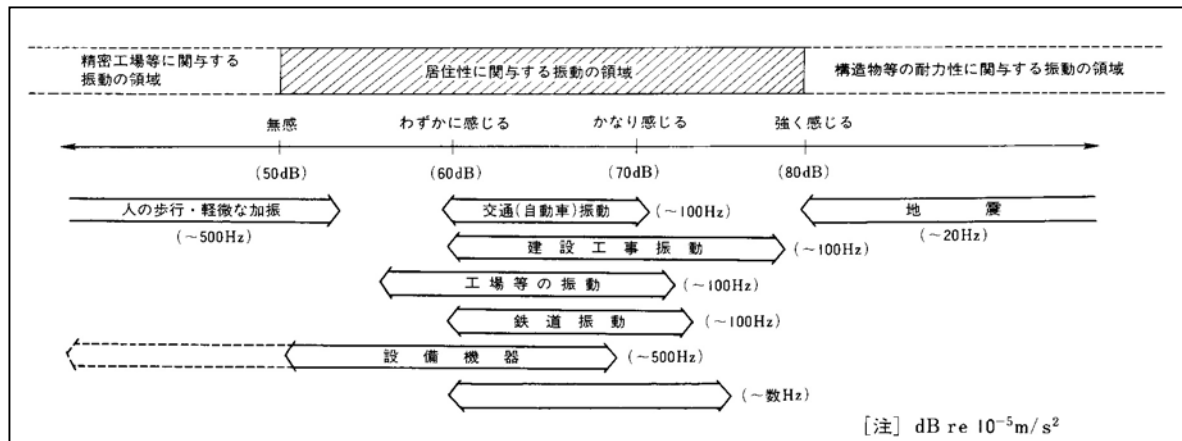 精密工場等に関与する
振動の領域
居住性に関与する振動の領域
構造物等の耐力性に関与する振動の領域
無感
わずかに感じる
かなり感じる
強く感じる
(50dB)
(60dB)
(70dB)
(80dB)
人の歩行・軽微な加振
(~500Hz)
交通(自動車)振動
(~100Hz)
地震
(~20Hz)
建設工事振動
(~100Hz)
工場等の振動
(~100Hz)
鉄道振動
(~100Hz)
設備機器
(~500Hz)
(~数Hz)
[注] dB re 10⁻⁵m/s²